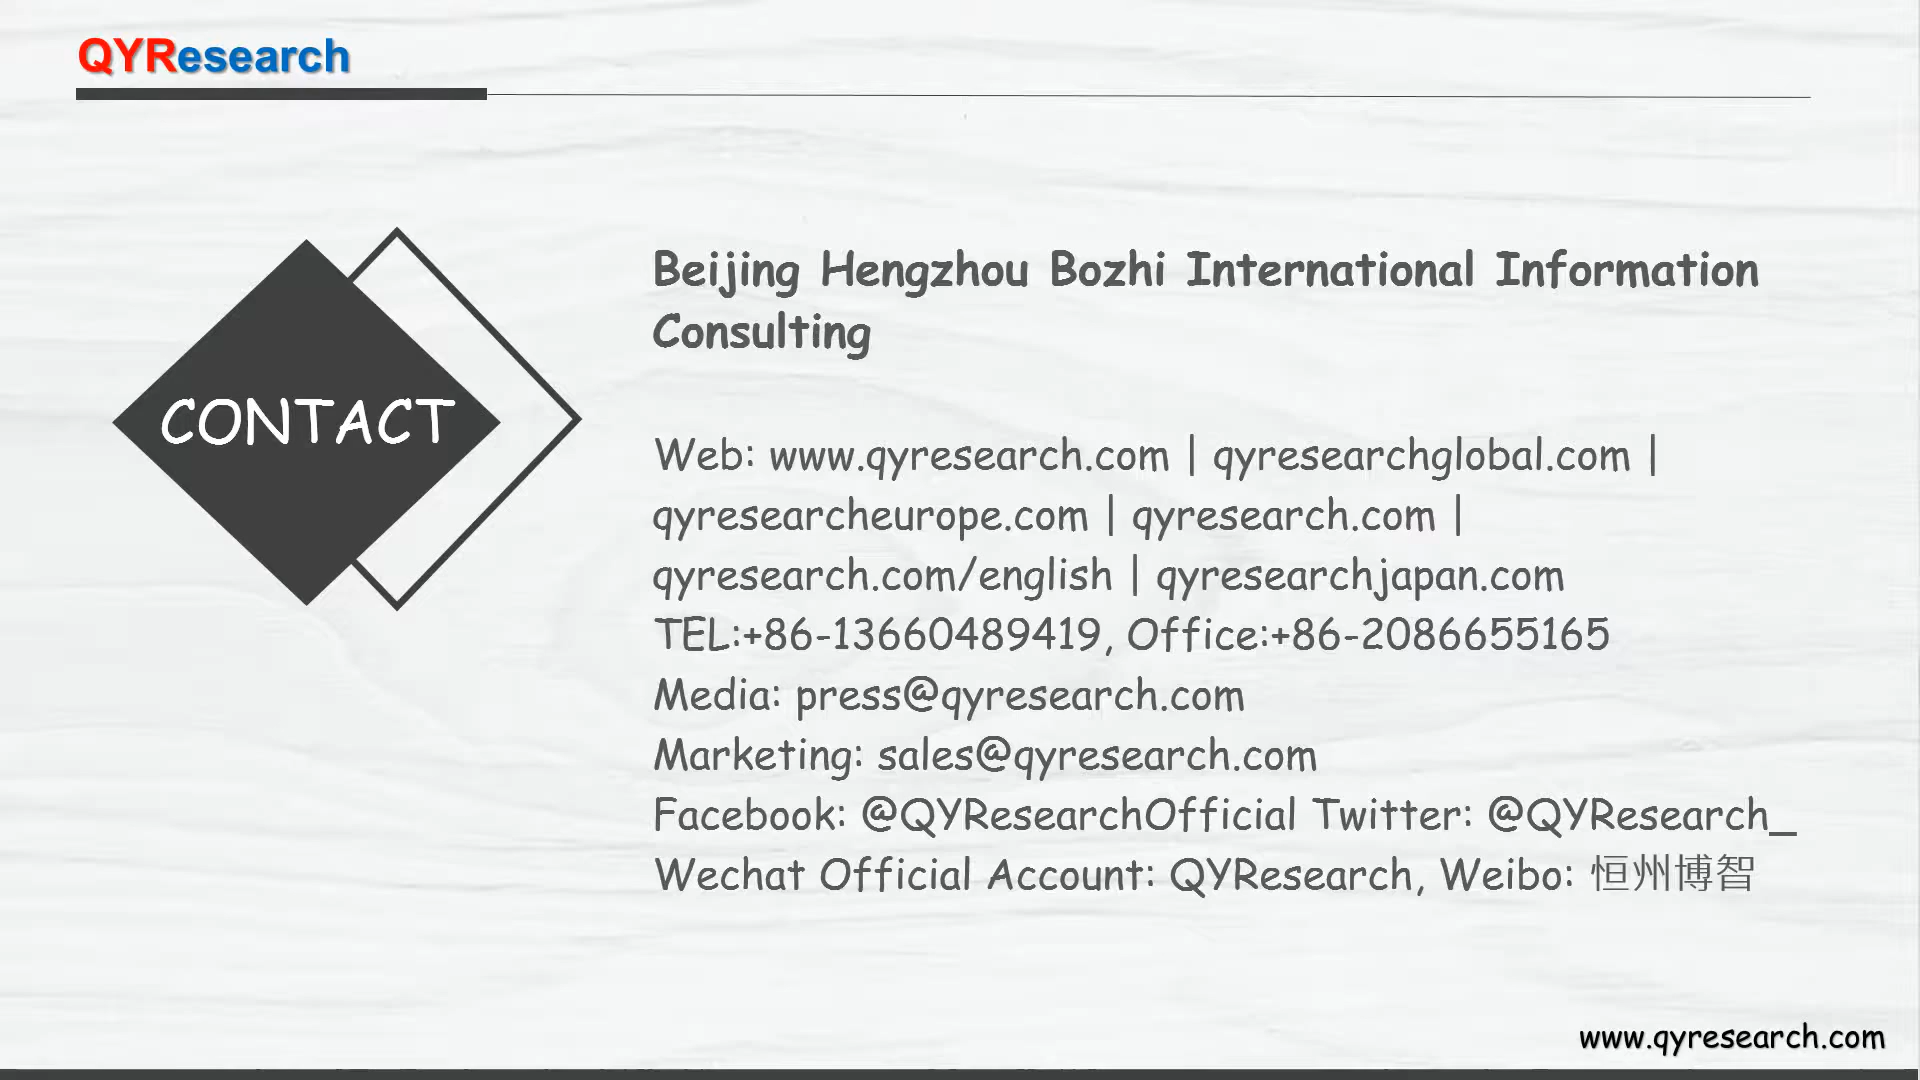 QYResearch
CONTACT
Beijing Hengzhou Bozhi International Information
Consulting
Web: www.qyresearch.com | qyresearchglobal.com |
qyresearcheurope.com | qyresearch.com |
qyresearch.com/english | qyresearchjapan.com
TEL:+86-13660489419, Office:+86-2086655165
Media: press@qyresearch.com
Marketing: sales@qyresearch.com
Facebook: @QYResearchOfficial Twitter: @QYResearch_
Wechat Official Account: QYResearch, Weibo: 恒州博智
www.qyresearch.com